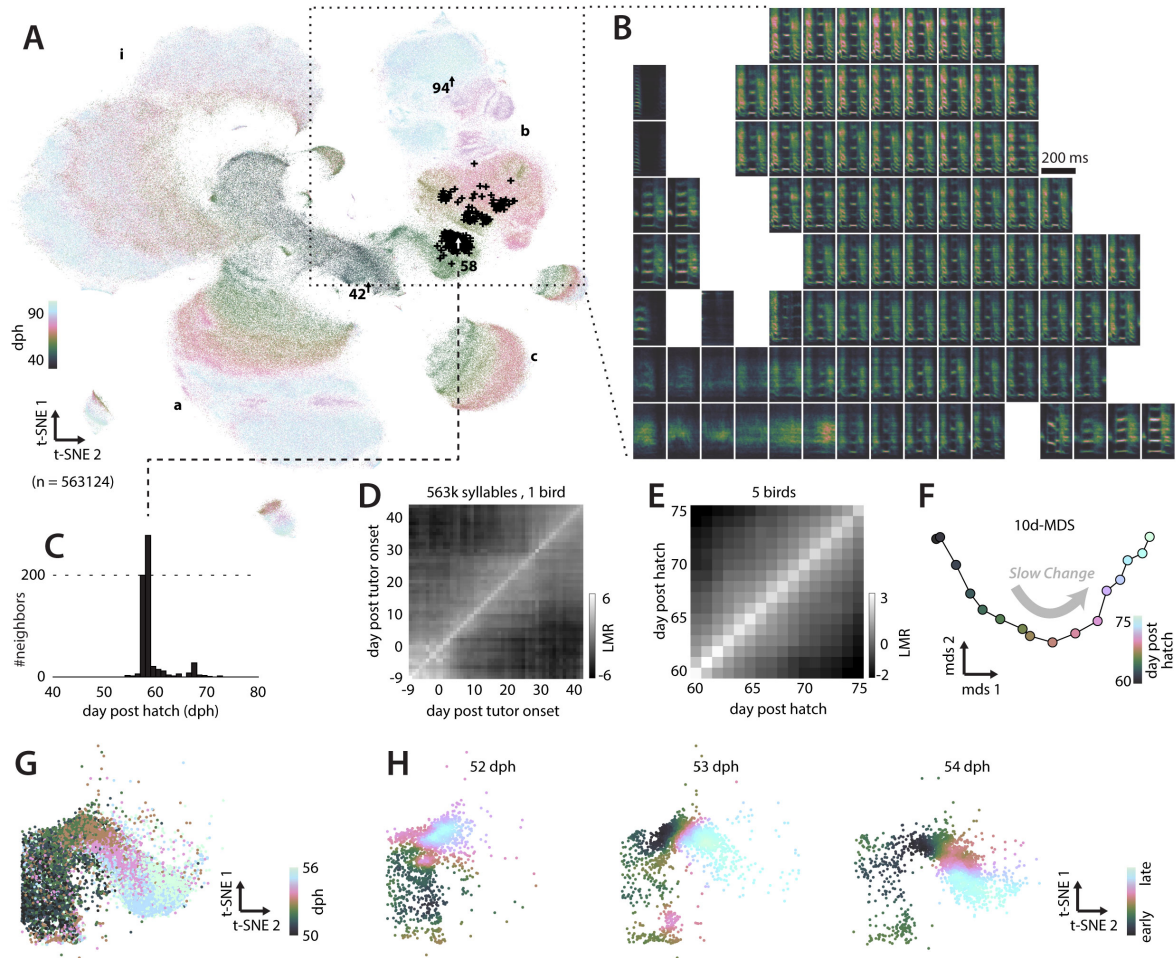 A
i
94
b
58
42
dph
90
40
a
c
t-SNE 1
t-SNE 2
(n = 563124)
B
200 ms
C
#neighbors
200
0
40 50 60 70 80
day post hatch (dph)
D
563k syllables , 1 bird
day post tutor onset
40
30
20
10
0
-9
-9 0 10 20 30 40
day post tutor onset
6
LMR
-6
E
5 birds
day post hatch
75
70
65
60
60 65 70 75
day post hatch
3
0
LMR
-2
F
10d-MDS
Slow Change
mds 2
mds 1
75
60
day post
hatch
G
56
dph
50
t-SNE 1
t-SNE 2
H
52 dph
53 dph
54 dph
t-SNE 1
t-SNE 2
late
early